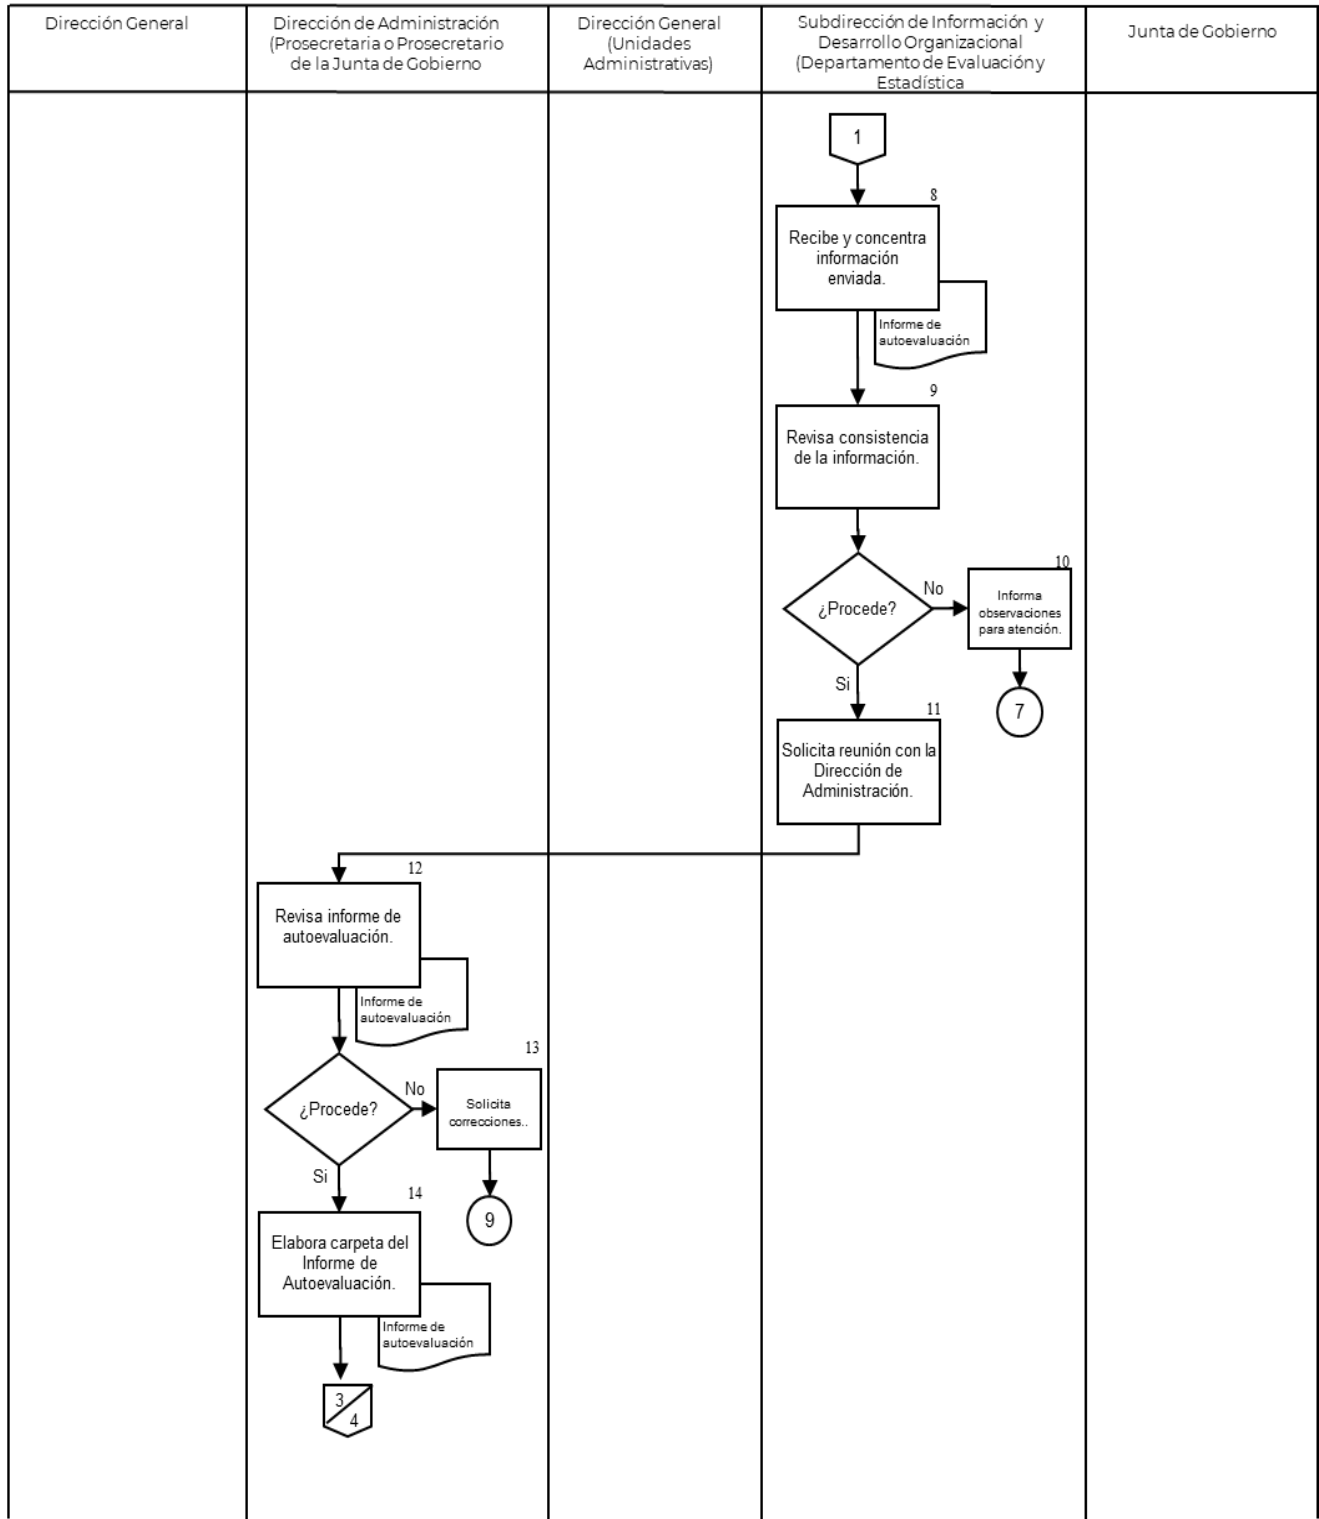 Dirección General
Dirección de Administración
(Prosecretaria o Prosecretario
de la Junta de Gobierno
Dirección General
(Unidades
Administrativas)
Subdirección de Información y
Desarrollo Organizacional
(Departamento de Evaluación y
Estadística
Junta de Gobierno
1
8
Recibe y concentra
información
enviada.
Informe de
autoevaluación
9
Revisa consistencia
de la información.
¿Procede?
No
10
Informa
observaciones
para atención.
7
Si
11
Solicita reunión con la
Dirección de
Administración.
12
Revisa informe de
autoevaluación.
Informe de
autoevaluación
¿Procede?
No
13
Solicita
correcciones..
9
Si
14
Elabora carpeta del
Informe de
Autoevaluación.
Informe de
autoevaluación
3
4